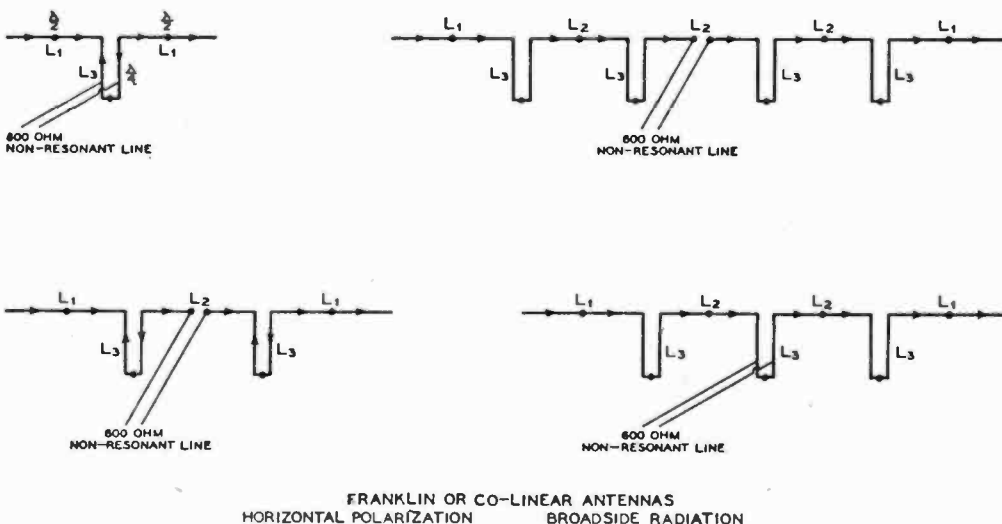 λ/2 λ/2
L1 L1
L3 λ/4
600 OHM
NON-RESONANT LINE
L1 L2 L2 L2 L1
L3 L3 L3 L3
600 OHM
NON-RESONANT LINE
L1 L2 L1
L3 L3
600 OHM
NON-RESONANT LINE
L1 L2 L2 L1
L3 L3 L3
600 OHM
NON-RESONANT LINE
FRANKLIN OR CO-LINEAR ANTENNAS
HORIZONTAL POLARIZATION BROADSIDE RADIATION